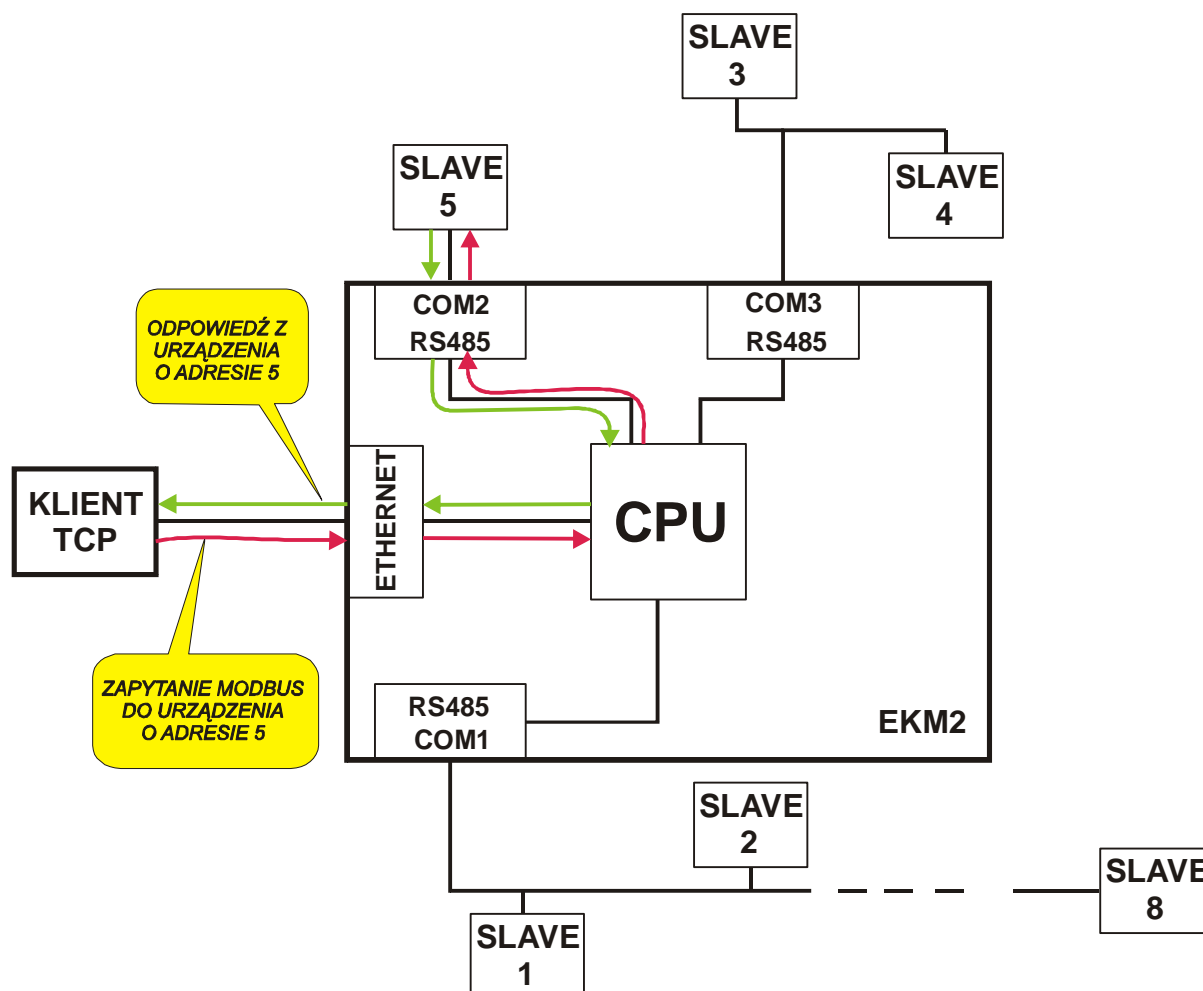 SLAVE
3
SLAVE
5
SLAVE
4
COM2
RS485
COM3
RS485
ODPOWIEDŹ Z
URZĄDZENIA
O ADRESIE 5
KLIENT
TCP
ETHERNET
CPU
ZAPYTANIE MODBUS
DO URZĄDZENIA
O ADRESIE 5
RS485
COM1
EKM2
SLAVE
2
SLAVE
8
SLAVE
1